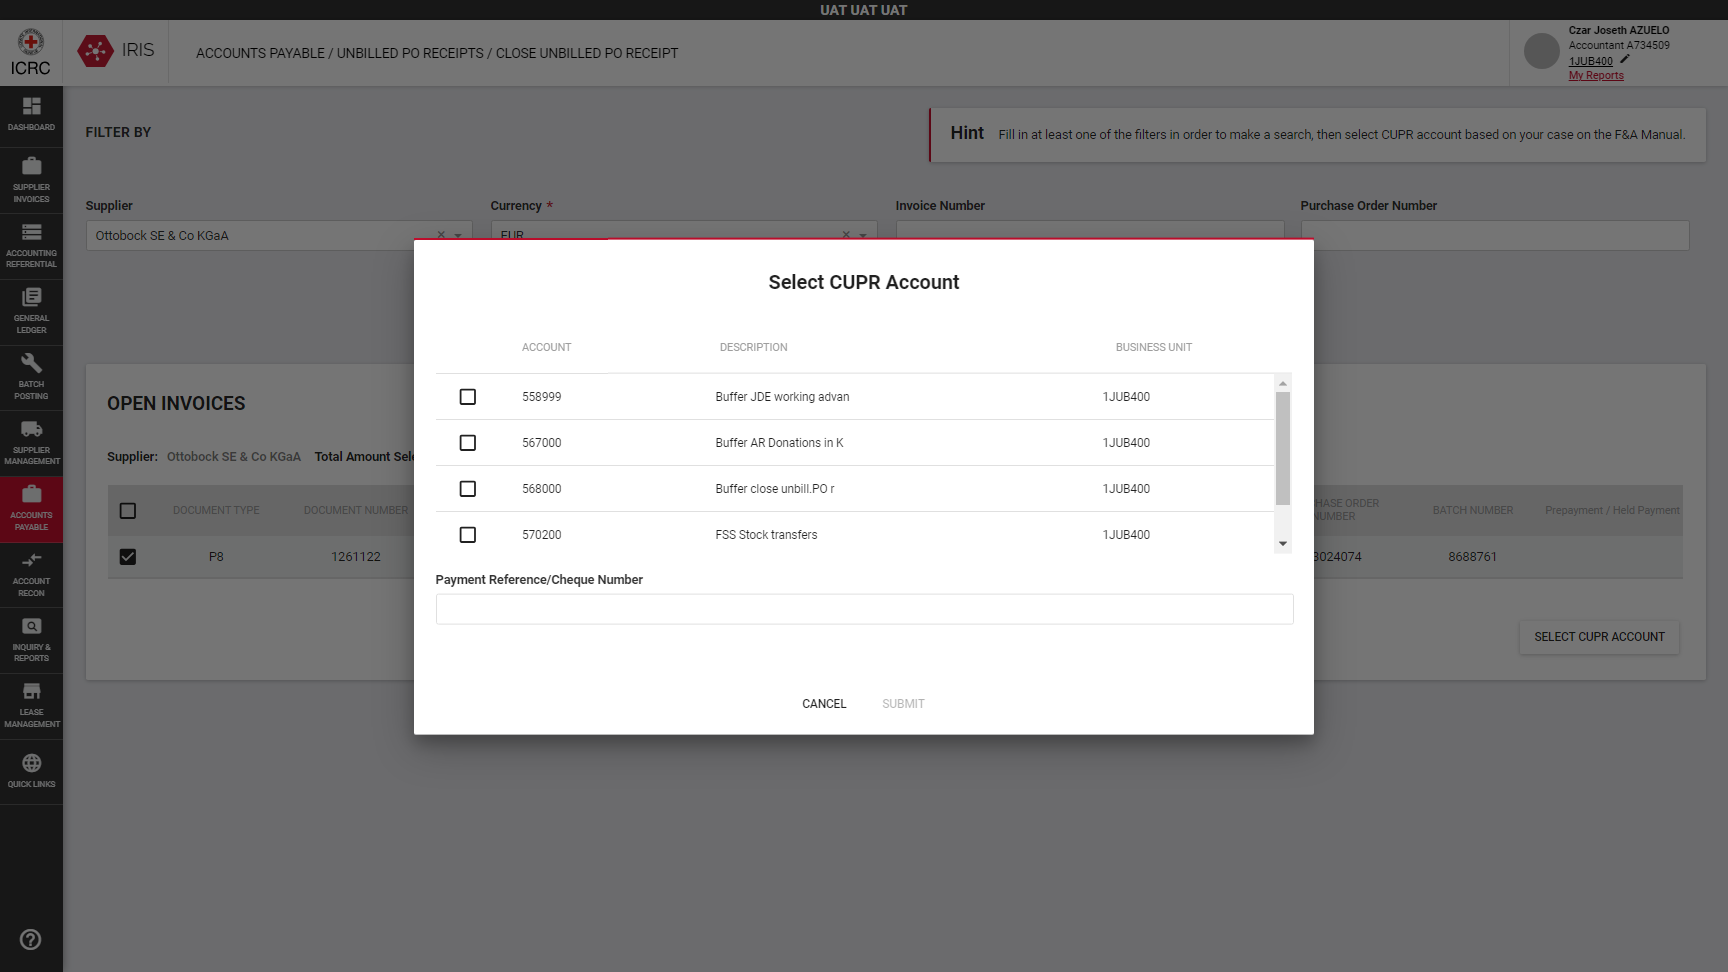 UAT UAT UAT
ICRC
IRIS
ACCOUNTS PAYABLE / UNBILLED PO RECEIPTS / CLOSE UNBILLED PO RECEIPT
Czar Joseth AZUELO
Accountant A734509
1JUB400
My Reports
DASHBOARD
SUPPLIER
INVOICES
ACCOUNTING
REFERENTIAL
GENERAL
LEDGER
BATCH
POSTING
SUPPLIER
MANAGEMENT
ACCOUNTS
PAYABLE
ACCOUNT
RECON
INQUIRY &
REPORTS
LEASE
MANAGEMENT
QUICK LINKS
FILTER BY
Hint Fill in at least one of the filters in order to make a search, then select CUPR account based on your case on the F&A Manual.
Supplier Currency * Invoice Number Purchase Order Number
Ottobock SE & Co KGaA EUR
OPEN INVOICES
Supplier: Ottobock SE & Co KGaA Total Amount Sele
DOCUMENT TYPE DOCUMENT NUMBER HASE ORDER
NUMBER BATCH NUMBER Prepayment / Held Payment
P8 1261122 3024074 8688761
SELECT CUPR ACCOUNT
Select CUPR Account
ACCOUNT DESCRIPTION BUSINESS UNIT
558999 Buffer JDE working advan 1JUB400
567000 Buffer AR Donations in K 1JUB400
568000 Buffer close unbill.PO r 1JUB400
570200 FSS Stock transfers 1JUB400
Payment Reference/Cheque Number
CANCEL SUBMIT